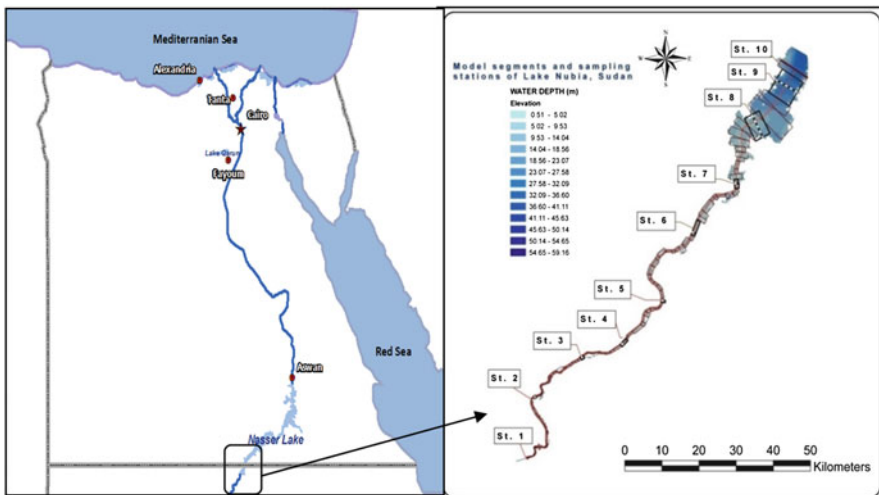 Mediterranian Sea
Alexandria
Tanta
Cairo
Lake Qarun
Fayoum
Red Sea
Aswan
Nasser Lake
Model segments and sampling
stations of Lake Nubia, Sudan
WATER DEPTH (m)
Elevation
0.51 - 5.02
5.02 - 9.53
9.53 - 14.04
14.04 - 18.56
18.56 - 23.07
23.07 - 27.58
27.58 - 32.09
32.09 - 36.60
36.60 - 41.11
41.11 - 45.63
45.63 - 50.14
50.14 - 54.65
54.65 - 59.16
St. 10
St. 9
St. 8
St. 7
St. 6
St. 5
St. 4
St. 3
St. 2
St. 1
0 10 20 30 40 50
Kilometers